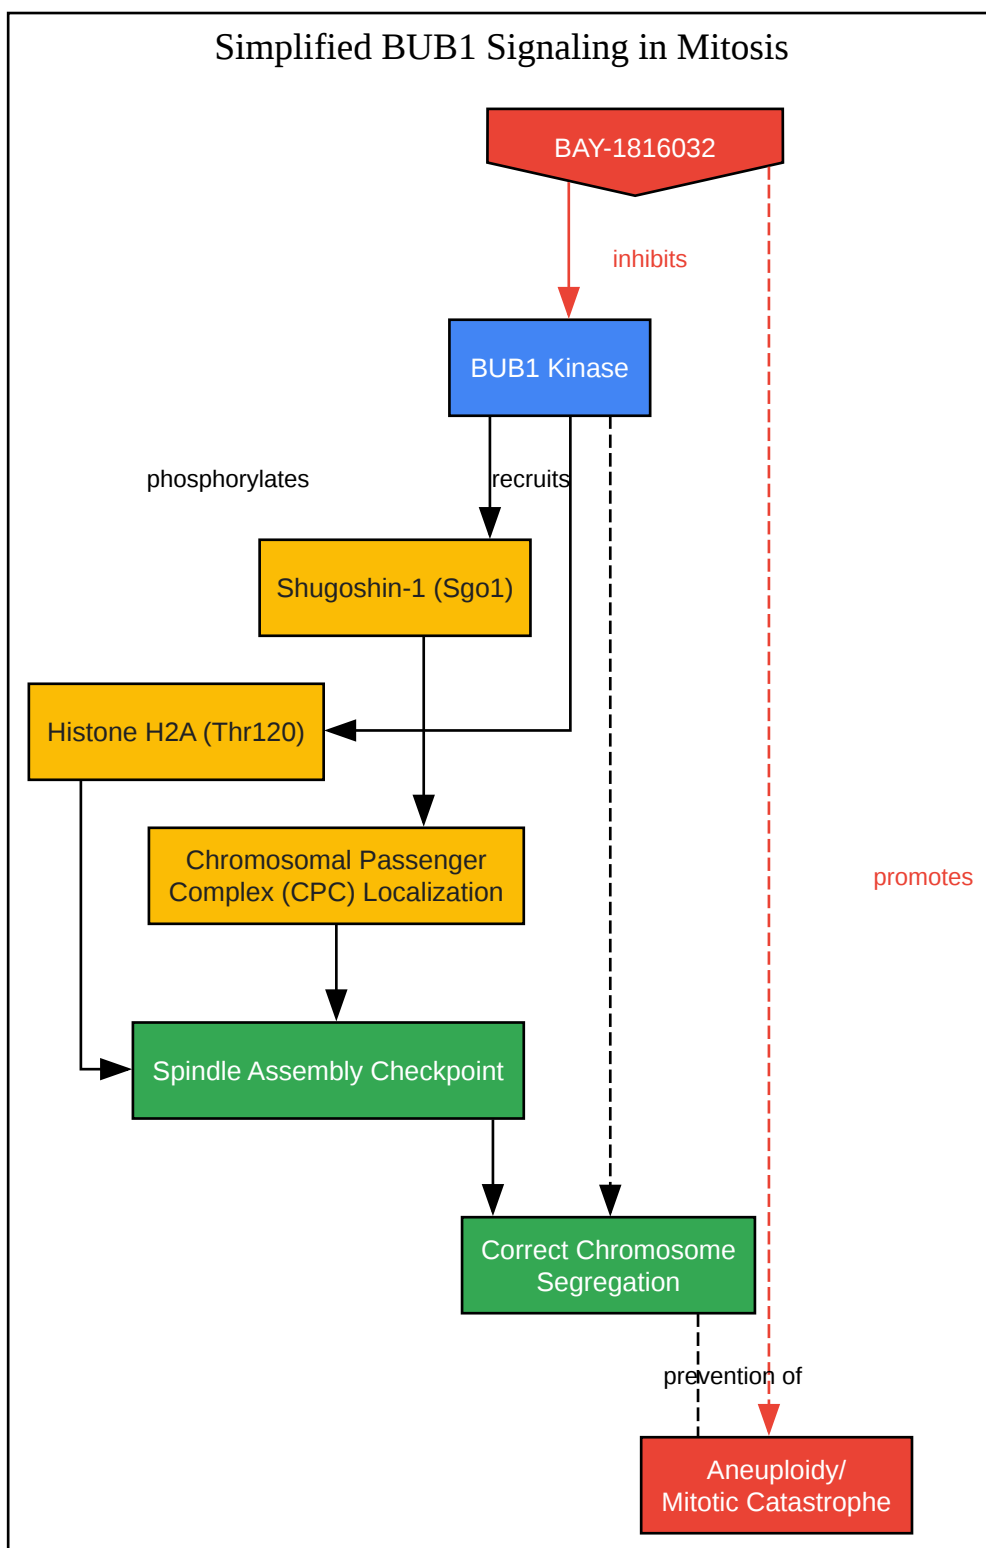 Simplified BUB1 Signaling in Mitosis
BAY-1816032
inhibits
BUB1 Kinase
phosphorylates
recruits
Shugoshin-1 (Sgo1)
Histone H2A (Thr120)
Chromosomal Passenger
Complex (CPC) Localization
promotes
Spindle Assembly Checkpoint
Correct Chromosome
Segregation
prevention of
Aneuploidy/
Mitotic Catastrophe